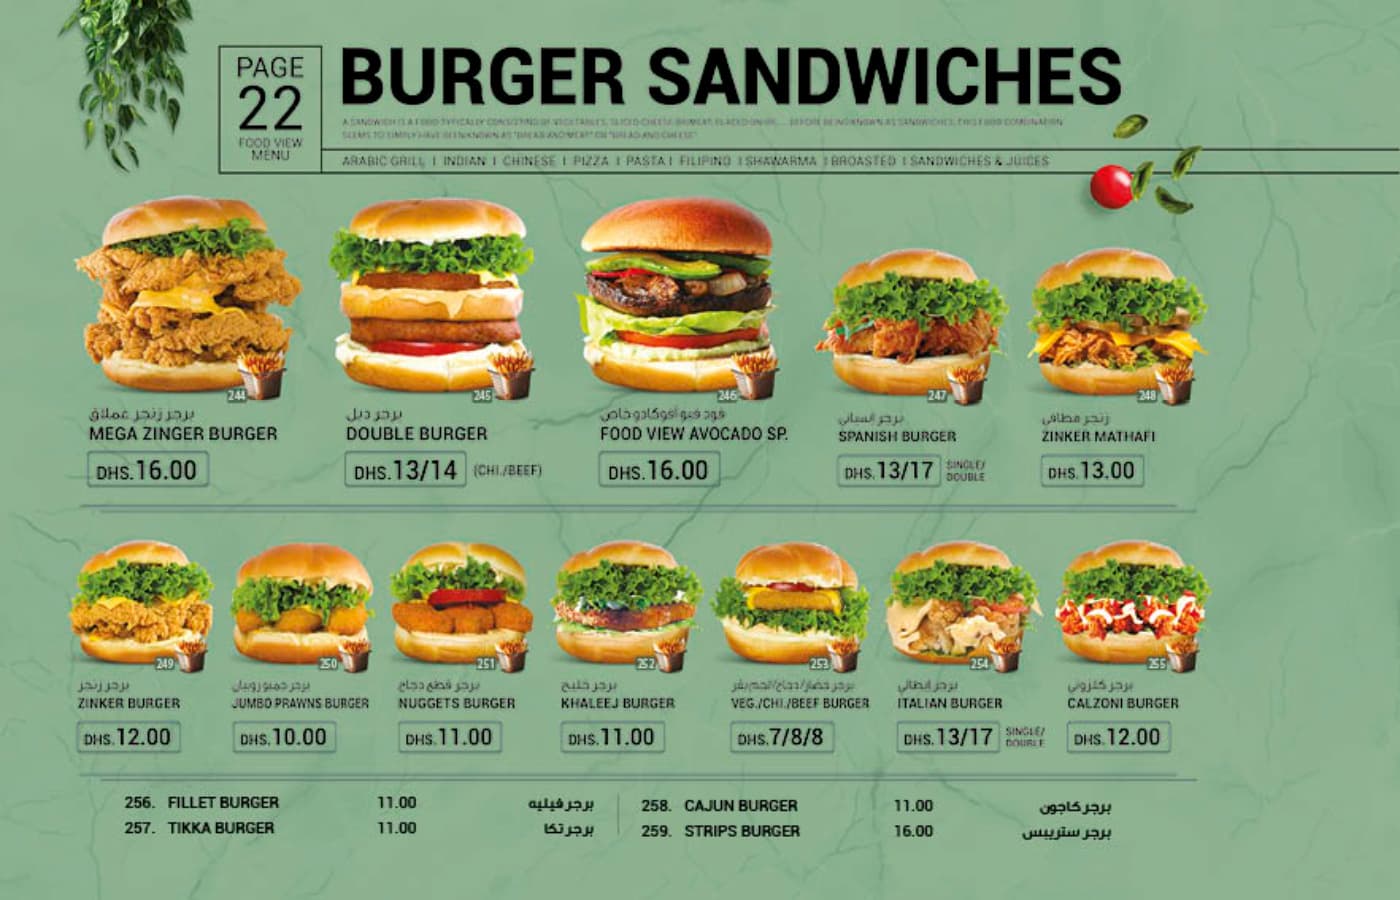 PAGE
22
FOOD VIEW
MENU
BURGER SANDWICHES
A SANDWICH IS A FOOD TYPICALLY CONSISTING OF VEGETABLES, SLICED CHEESE OR MEAT, PLACED ON OR.... BEFORE BEING KNOWN AS SANDWICHES, THIS FOOD COMBINATION
SEEMS TO SIMPLY HAVE BEEN KNOWN AS "BREAD AND MEAT" OR "BREAD AND CHEESE"
ARABIC GRILL | INDIAN | CHINESE | PIZZA | PASTA | FILIPINO | SHAWARMA | BROASTED | SANDWICHES & JUICES
244 245 246 247 248
برجر زنجر عملاق
MEGA ZINGER BURGER
DHS.16.00
برجر دبل
DOUBLE BURGER
DHS.13/14 (CHI./BEEF)
فود فيو افوكادو خاص
FOOD VIEW AVOCADO SP.
DHS.16.00
برجر اسباني
SPANISH BURGER
DHS.13/17 SINGLE/
DOUBLE
زنجر مطافي
ZINKER MATHAFI
DHS.13.00
249 250 251 252 253 254 255
برجر زنجر
ZINKER BURGER
DHS.12.00
برجر جمبو روبيان
JUMBO PRAWNS BURGER
DHS.10.00
برجر قطع دجاج
NUGGETS BURGER
DHS.11.00
برجر خليج
KHALEEJ BURGER
DHS.11.00
برجر خضار/دجاج/لحم بقر
VEG./CHI./BEEF BURGER
DHS.7/8/8
برجر إيطالي
ITALIAN BURGER
DHS.13/17 SINGLE/
DOUBLE
برجر كلزوني
CALZONI BURGER
DHS.12.00
256. FILLET BURGER 11.00 برجر فيليه
257. TIKKA BURGER 11.00 برجر تكا
258. CAJUN BURGER 11.00 برجر كاجون
259. STRIPS BURGER 16.00 برجر ستريبس